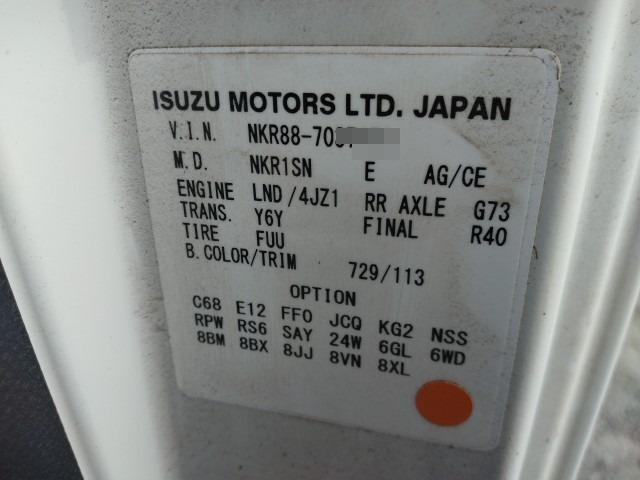 ISUZU MOTORS LTD. JAPAN
V.I.N. NKR88-70
M.D. NKR1SN E AG/CE
ENGINE LND/4JZ1 RR AXLE G73
TRANS. Y6Y FINAL R40
TIRE FUU
B.COLOR/TRIM 729/113
OPTION
C68 E12 FF0 JCQ KG2 NSS
RPW RS6 SAY 24W 6GL 6WD
8BM 8BX 8JJ 8VN 8XL